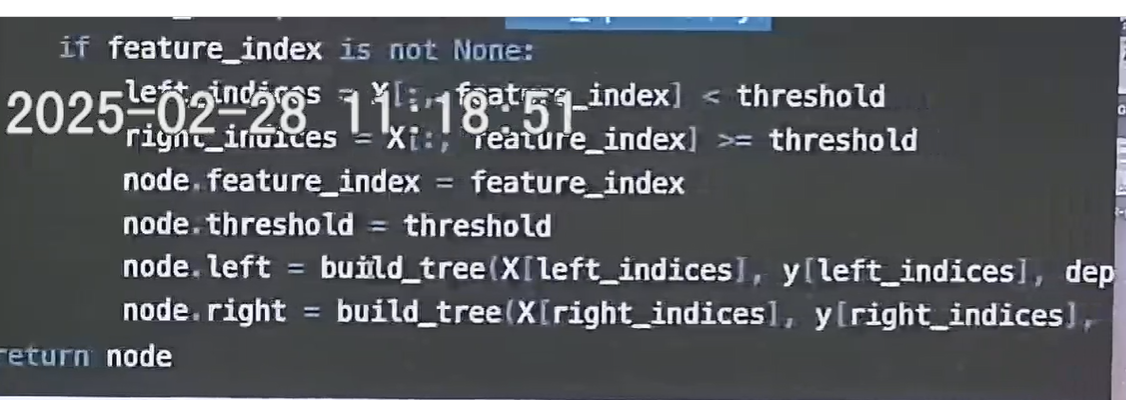 if feature_index is not None:
left_indices = X[:, feature_index] < threshold
2025-02-28 11:18:51
right_indices = X[:, feature_index] >= threshold
node.feature_index = feature_index
node.threshold = threshold
node.left = build_tree(X[left_indices], y[left_indices], dep
node.right = build_tree(X[right_indices], y[right_indices],
return node